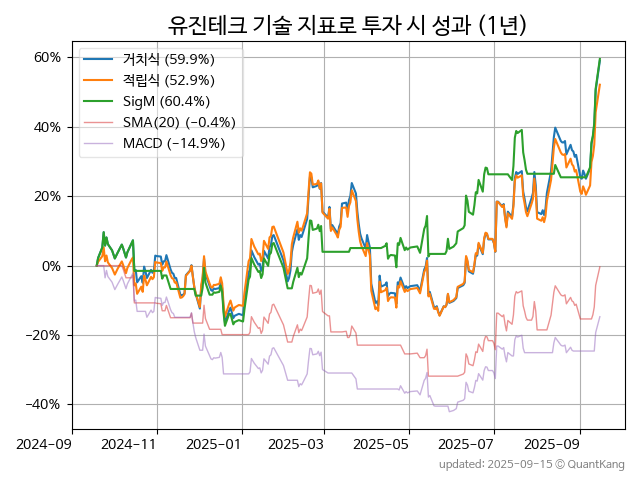 유진테크 기술 지표로 투자 시 성과 (1년)
거치식 (59.9%)
적립식 (52.9%)
SigM (60.4%)
SMA(20) (−0.4%)
MACD (−14.9%)
60%
40%
20%
0%
−20%
−40%
2024-09
2024-11
2025-01
2025-03
2025-05
2025-07
2025-09
updated: 2025-09-15 © QuantKang